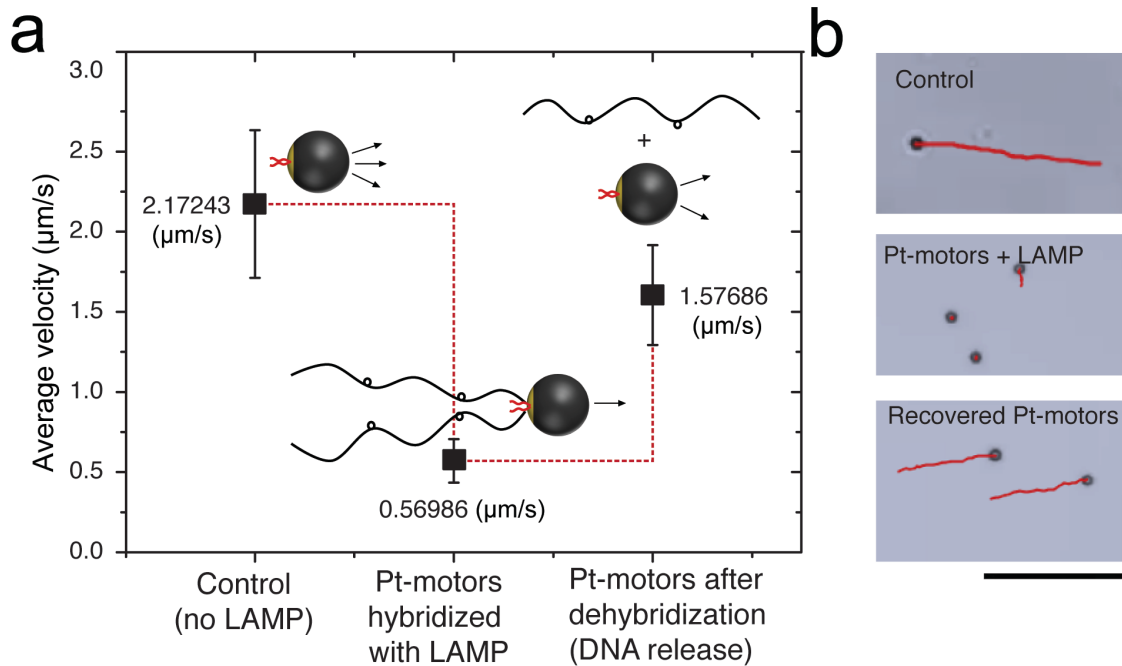 a
Average velocity (µm/s)
3.0
2.5
2.0
1.5
1.0
0.5
0.0
2.17243
(µm/s)
+
1.57686
(µm/s)
0.56986 (µm/s)
Control
(no LAMP)
Pt-motors
hybridized
with LAMP
Pt-motors after
dehybridization
(DNA release)
b
Control
Pt-motors + LAMP
Recovered Pt-motors